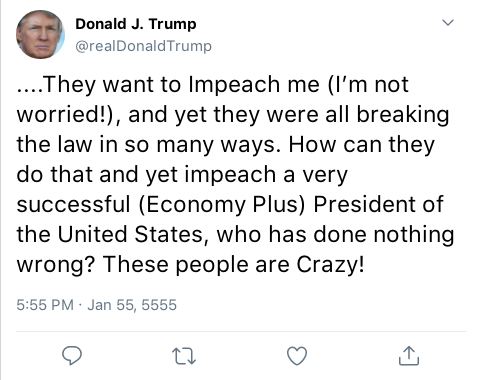 Donald J. Trump
@realDonaldTrump
....They want to Impeach me (I’m not
worried!), and yet they were all breaking
the law in so many ways. How can they
do that and yet impeach a very
successful (Economy Plus) President of
the United States, who has done nothing
wrong? These people are Crazy!
5:55 PM · Jan 55, 5555